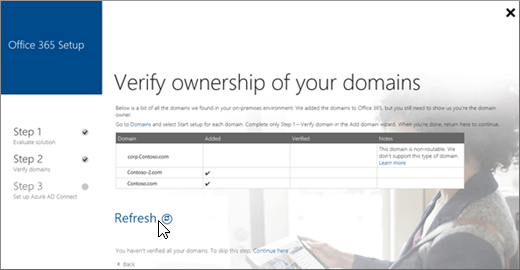 Office 365 Setup
Verify ownership of your domains
Below is a list of all the domains we found in your on-premises environment. We added the domains to Office 365, but you still need to show us you're the domain
owner.
Go to Domains and select Start setup for each domain. Complete only Step 1 – Verify domain in the Add domain wizard. When you're done, return here to continue.
Step 1
Evaluate solution
Step 2
Verify domains
Step 3
Set up Azure AD Connect
Domain Added Verified Notes
corp.Contoso.com
This domain is non-routable. We
don't support this type of domain.
Learn more
Contoso-2.com ✔
Contoso.com ✔
Refresh
You haven't verified all your domains. To skip this step, Continue here.
Back